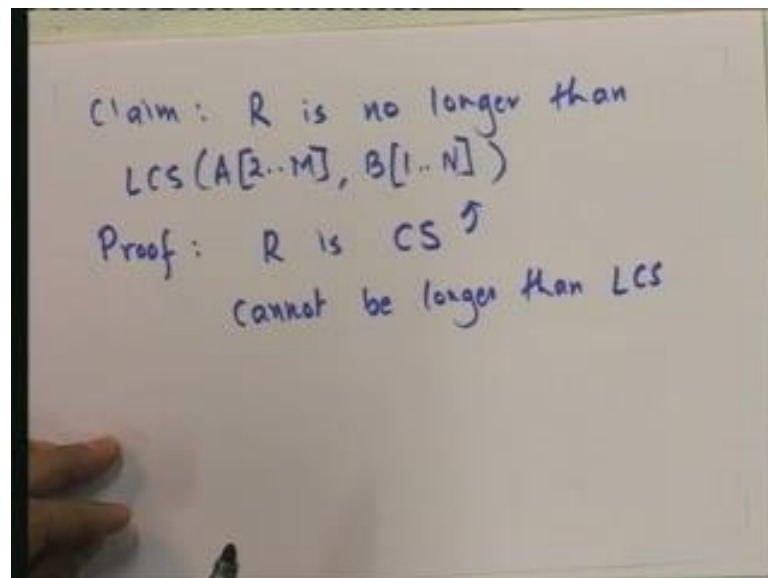 Claim: R is no longer than
LCS (A[2..M], B[1..N])
Proof: R is CS ↑
cannot be longer than LCS